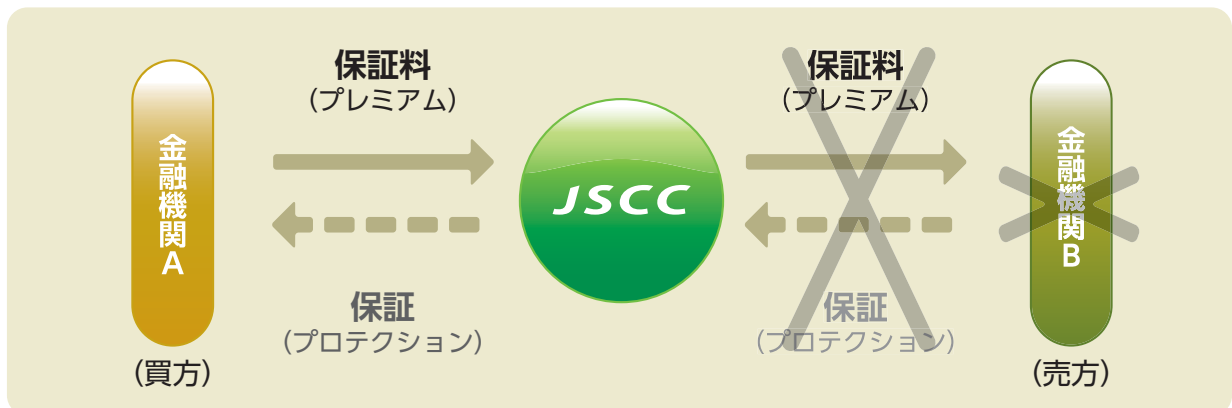 保証料
(プレミアム)
保証料
(プレミアム)
金融機関A
JSCC
金融機関B
保証
(プロテクション)
保証
(プロテクション)
(買方)
(売方)